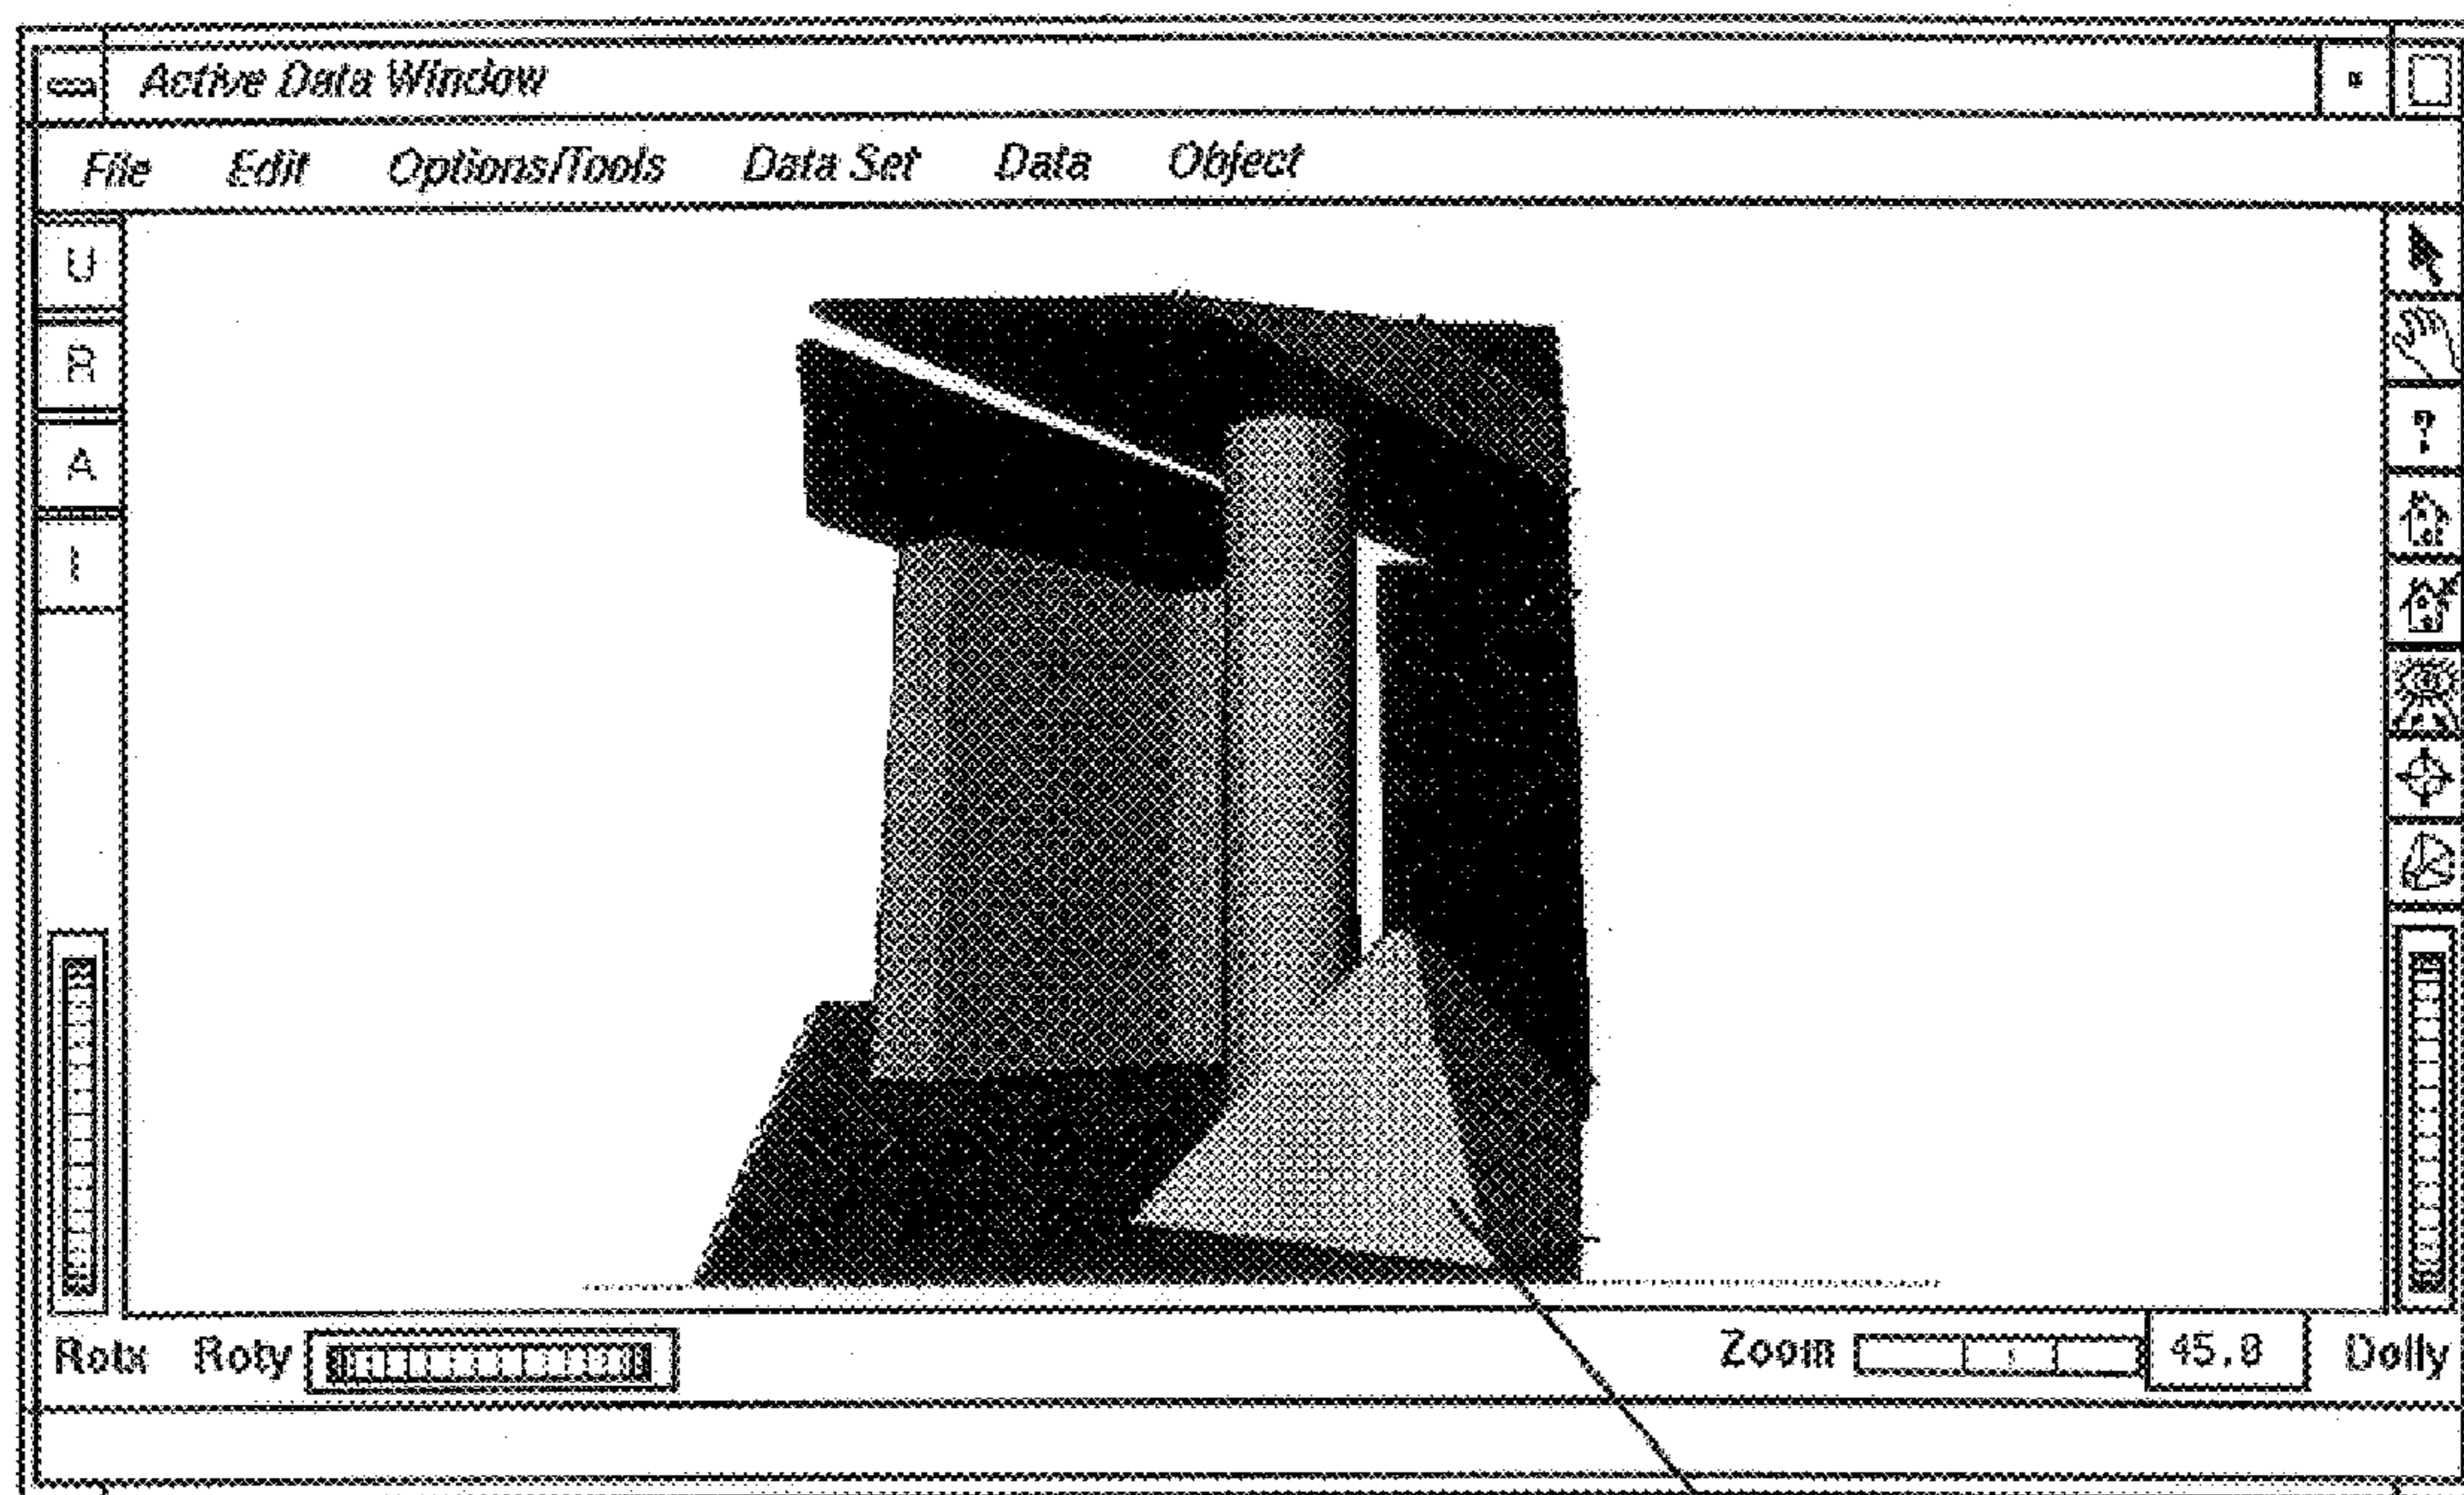 Active Data Window
File Edit Options/Tools Data Set Data Object
U
R
A
I
?
Rotx Roty Zoom 45.0 Dolly